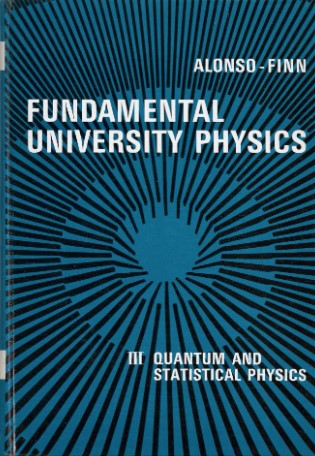 ALONSO-FINN
FUNDAMENTAL
UNIVERSITY PHYSICS
III QUANTUM AND
STATISTICAL PHYSICS